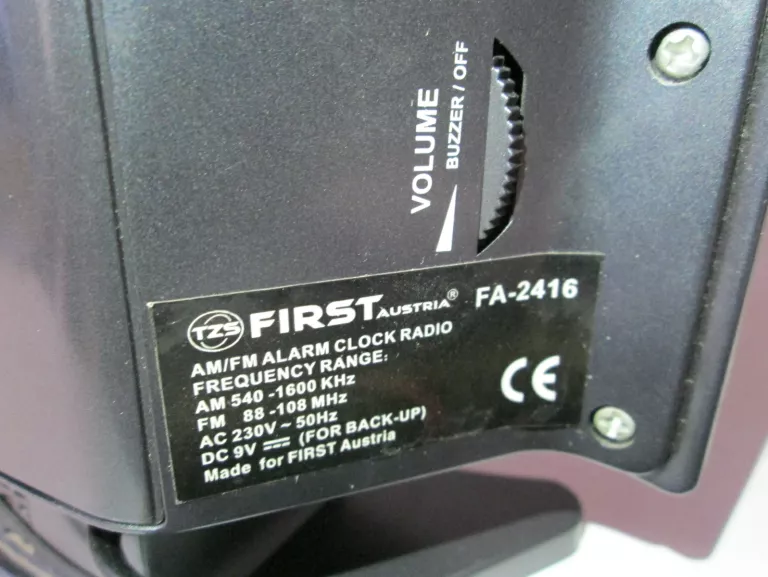 VOLUME
BUZZER / OFF
TZS FIRST AUSTRIA® FA-2416
AM/FM ALARM CLOCK RADIO
FREQUENCY RANGE:
AM 540 -1600 KHz
FM 88 -108 MHz
AC 230V ~ 50Hz
DC 9V ⎓ (FOR BACK-UP)
Made for FIRST Austria
CE